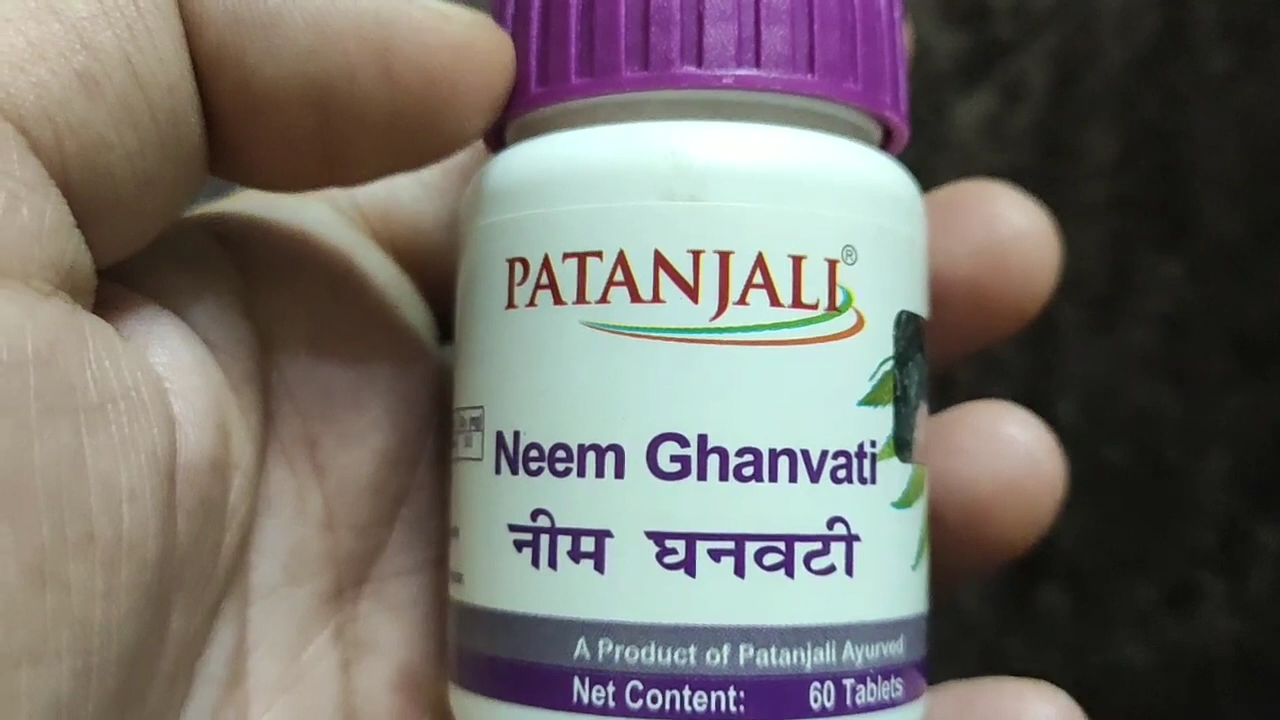 PATANJALI®
Neem Ghanvati
नीम घनवटी
A Product of Patanjali Ayurved
Net Content: 60 Tablets